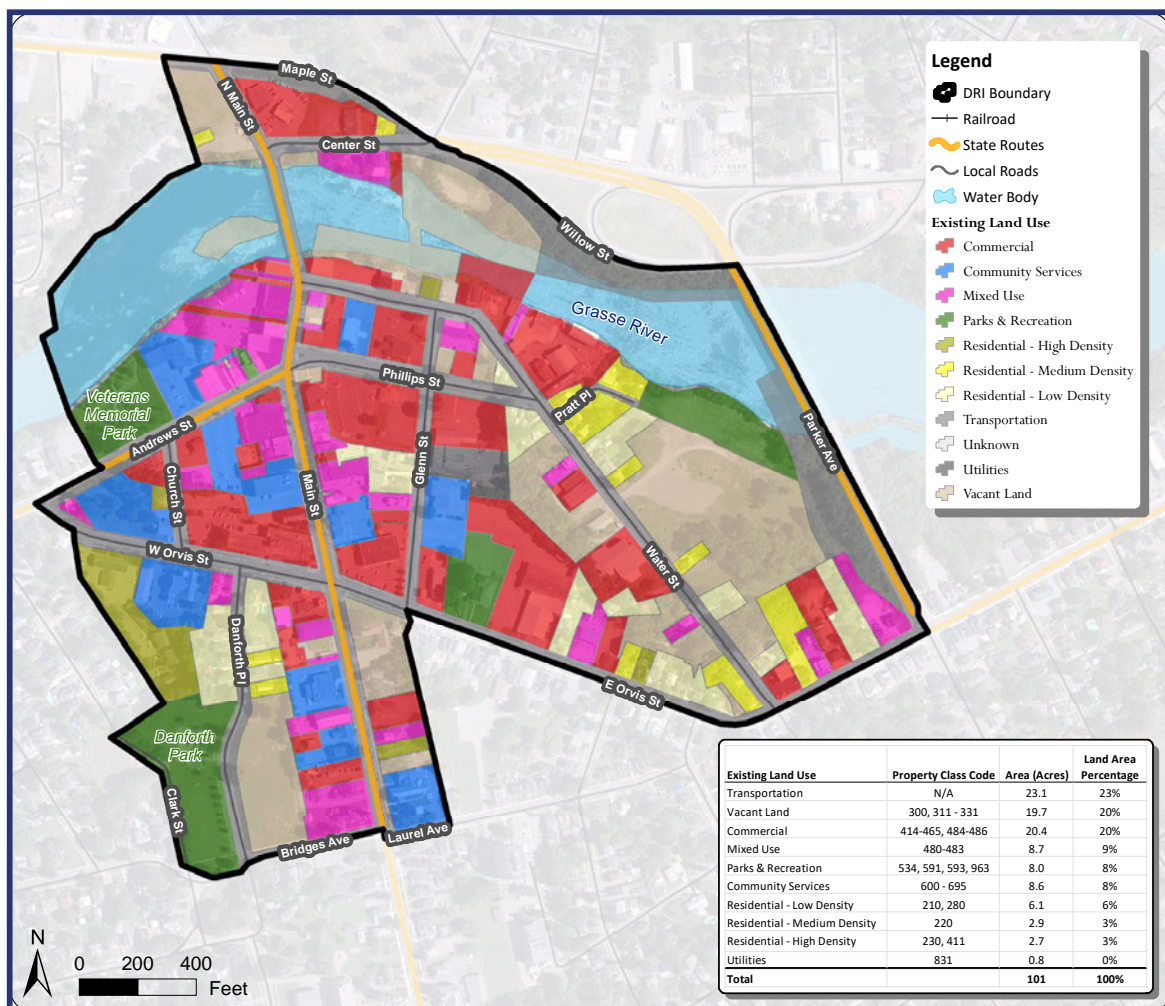 Maple St
N Main St
Center St
Willow St
Grasse River
Phillips St
Pratt Pl
Veterans
Memorial
Park
Andrews St
Church St
Main St
Glenn St
Parker Ave
W Orvis St
Water St
Danforth Pl
E Orvis St
Danforth
Park
Clark St
Bridges Ave
Laurel Ave
Legend
DRI Boundary
Railroad
State Routes
Local Roads
Water Body
Existing Land Use
Commercial
Community Services
Mixed Use
Parks & Recreation
Residential - High Density
Residential - Medium Density
Residential - Low Density
Transportation
Unknown
Utilities
Vacant Land
N
0 200 400
Feet
Existing Land Use Property Class Code Area (Acres) Land Area Percentage
Transportation N/A 23.1 23%
Vacant Land 300, 311 - 331 19.7 20%
Commercial 414-465, 484-486 20.4 20%
Mixed Use 480-483 8.7 9%
Parks & Recreation 534, 591, 593, 963 8.0 8%
Community Services 600 - 695 8.6 8%
Residential - Low Density 210, 280 6.1 6%
Residential - Medium Density 220 2.9 3%
Residential - High Density 230, 411 2.7 3%
Utilities 831 0.8 0%
Total 101 100%